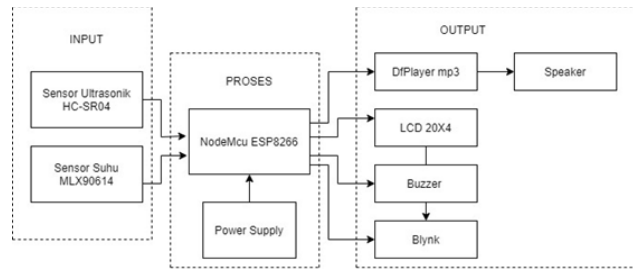 INPUT
Sensor Ultrasonik
HC-SR04
Sensor Suhu
MLX90614
PROSES
NodeMcu ESP8266
Power Supply
OUTPUT
DfPlayer mp3
Speaker
LCD 20X4
Buzzer
Blynk